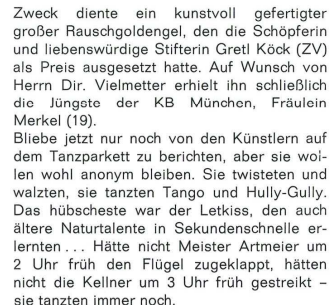 Zweck diente ein kunstvoll gefertigter
großer Rauschgoldengel, den die Schöpferin
und liebenswürdige Stifterin Gretl Köck (ZV)
als Preis ausgesetzt hatte. Auf Wunsch von
Herrn Dir. Vielmetter erhielt ihn schließlich
die Jüngste der KB München, Fräulein
Merkel (19).
Bliebe jetzt nur noch von den Künstlern auf
dem Tanzparkett zu berichten, aber sie wol-
len wohl anonym bleiben. Sie twisteten und
walzten, sie tanzten Tango und Hully-Gully.
Das hübscheste war der Letkiss, den auch
ältere Naturtalente in Sekundenschnelle er-
lernten ... Hätte nicht Meister Artmeier um
2 Uhr früh den Flügel zugeklappt, hätten
nicht die Kellner um 3 Uhr früh gestreikt –
sie tanzten immer noch.